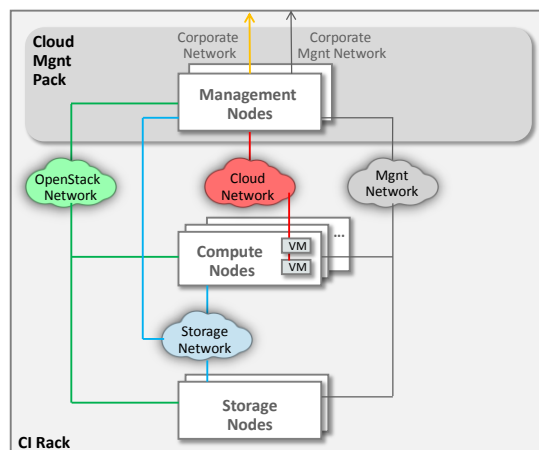 Cloud
Mgnt
Pack
Corporate
Network
Corporate
Mgnt Network
Management
Nodes
OpenStack
Network
Cloud
Network
Mgnt
Network
...
Compute
Nodes
VM
VM
Storage
Network
Storage
Nodes
CI Rack